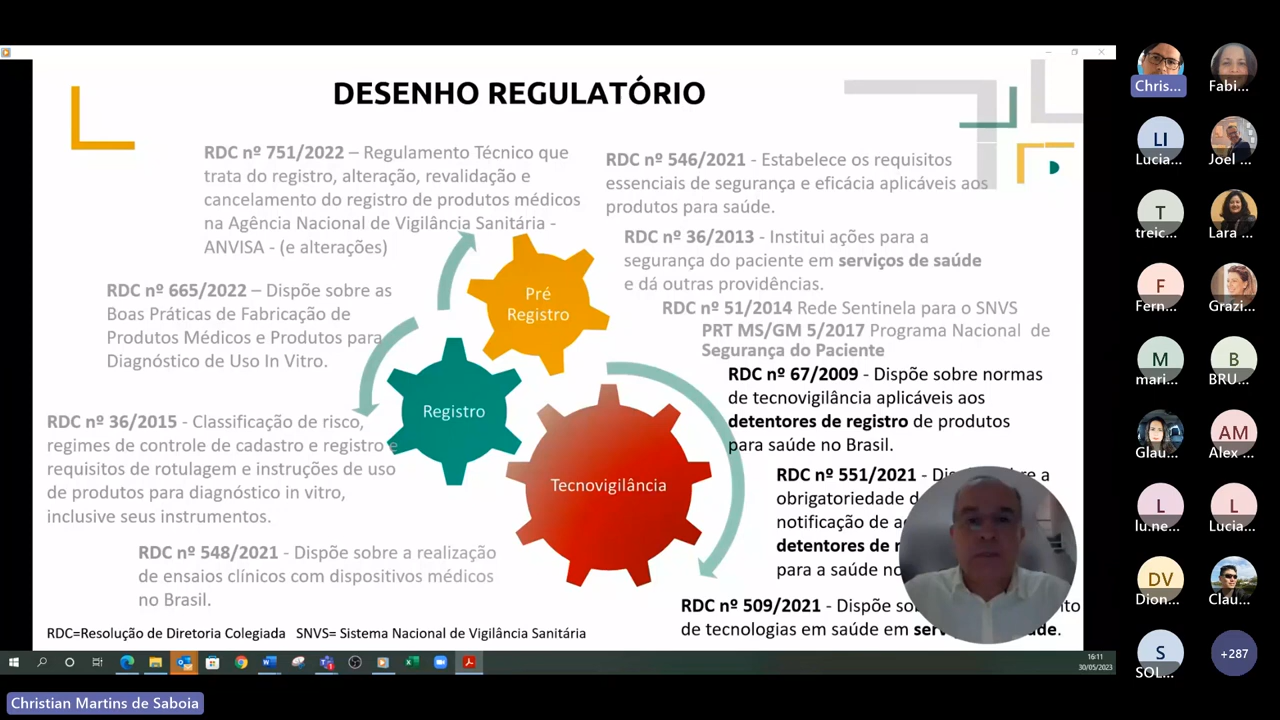 DESENHO REGULATÓRIO
RDC nº 751/2022 – Regulamento Técnico que
trata do registro, alteração, revalidação e
cancelamento do registro de produtos médicos
na Agência Nacional de Vigilância Sanitária -
ANVISA - (e alterações)
RDC nº 665/2022 – Dispõe sobre as
Boas Práticas de Fabricação de
Produtos Médicos e Produtos para
Diagnóstico de Uso In Vitro.
RDC nº 36/2015 - Classificação de risco,
regimes de controle de cadastro e registro e
requisitos de rotulagem e instruções de uso
de produtos para diagnóstico in vitro,
inclusive seus instrumentos.
RDC nº 548/2021 - Dispõe sobre a realização
de ensaios clínicos com dispositivos médicos
no Brasil.
RDC=Resolução de Diretoria Colegiada SNVS= Sistema Nacional de Vigilância Sanitária
Pré
Registro
Registro
Tecnovigilância
RDC nº 546/2021 - Estabelece os requisitos
essenciais de segurança e eficácia aplicáveis aos
produtos para saúde.
RDC nº 36/2013 - Institui ações para a
segurança do paciente em serviços de saúde
e dá outras providências.
RDC nº 51/2014 Rede Sentinela para o SNVS
PRT MS/GM 5/2017 Programa Nacional de
Segurança do Paciente
RDC nº 67/2009 - Dispõe sobre normas
de tecnovigilância aplicáveis aos
detentores de registro de produtos
para saúde no Brasil.
RDC nº 551/2021 - a
obrigatoriedade
notificação de
detentores de
para a saúde
RDC nº 509/2021 - Dispõe
de tecnologias em saúde em
16:11
30/05/2023
Chris...
Fabi...
LI
Lucia...
Joel ...
T
treic...
Lara ...
F
Fern...
Grazi...
M
mari...
B
BRU...
Glau...
AM
Alex ...
L
lu.ne...
L
Lucia...
DV
Dion...
Clau...
S
SOL...
+287
Christian Martins de Saboia